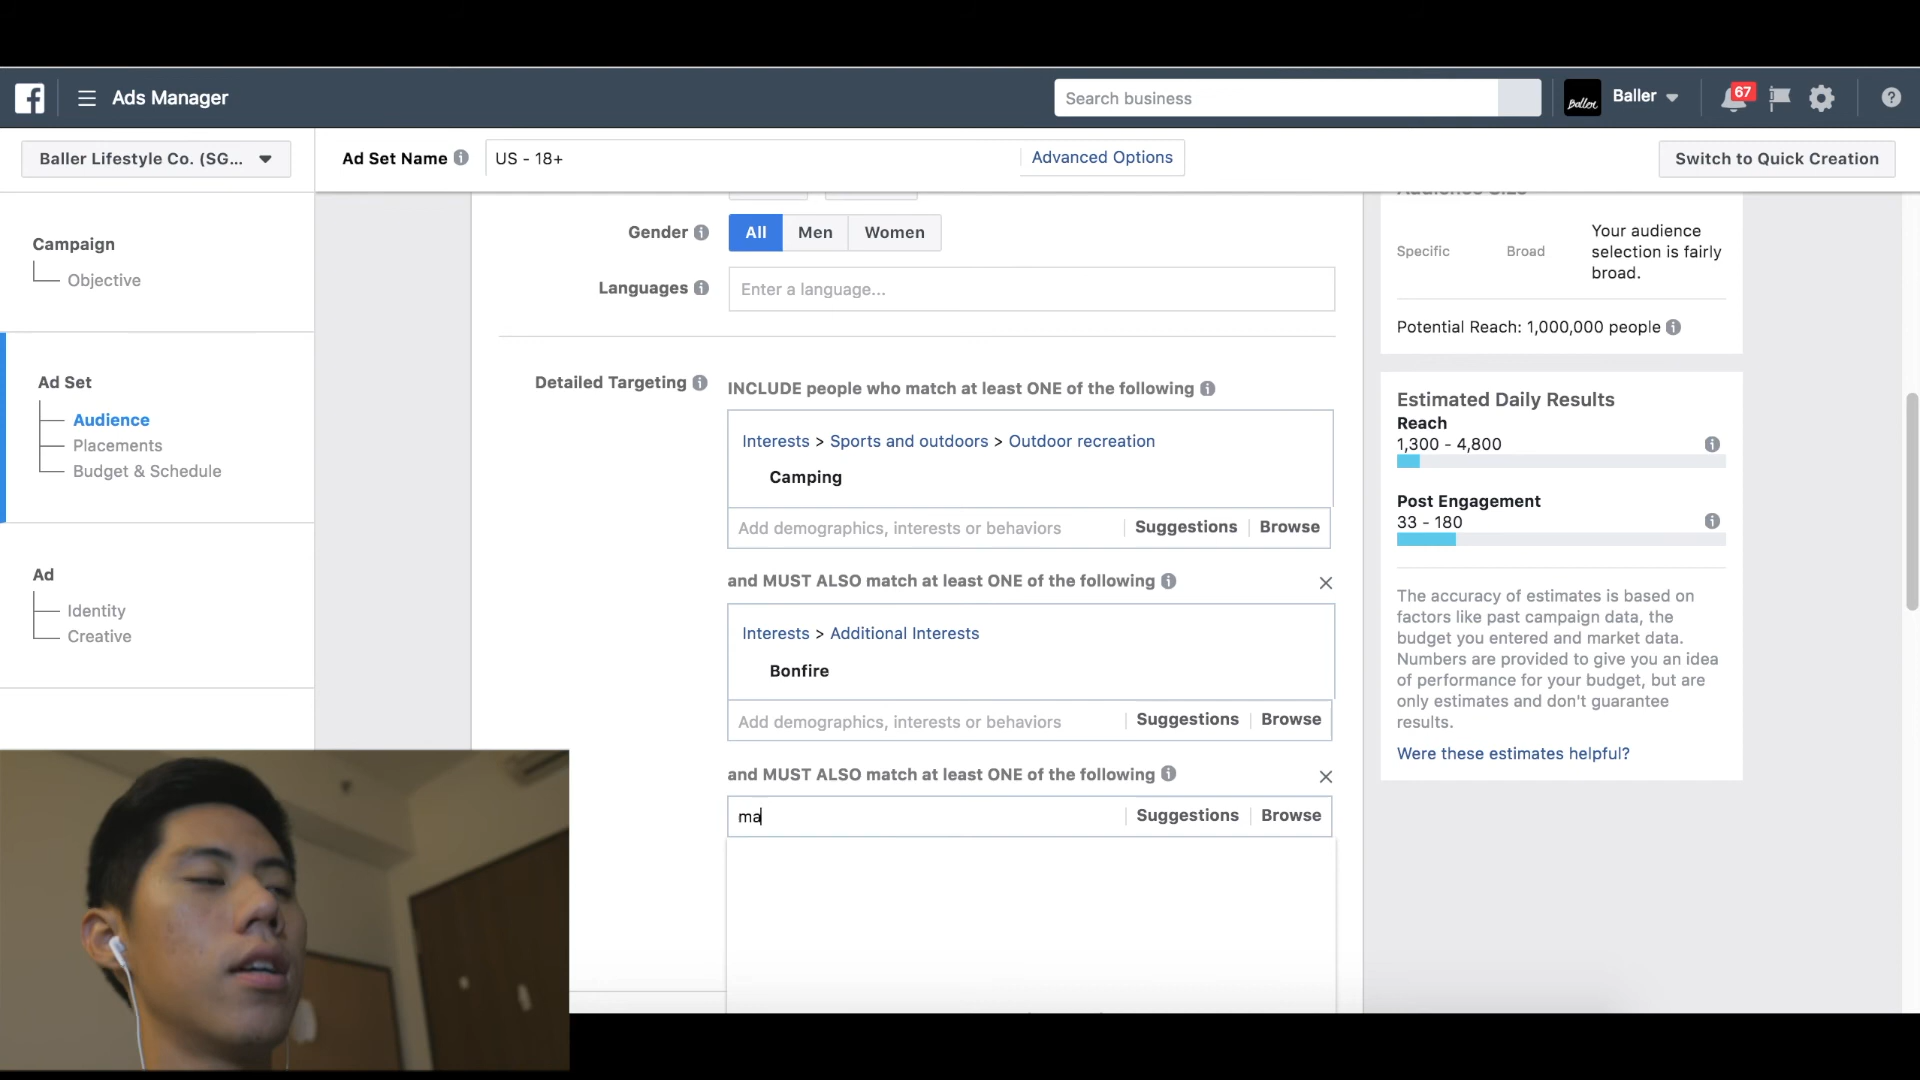 Ads Manager
Search business
Baller
Baller
67
Baller Lifestyle Co. (SG...
Ad Set Name
US - 18+
Advanced Options
Switch to Quick Creation
Campaign
Objective
Ad Set
Audience
Placements
Budget & Schedule
Ad
Identity
Creative
Gender
All
Men
Women
Languages
Enter a language...
Detailed Targeting
INCLUDE people who match at least ONE of the following
Interests > Sports and outdoors > Outdoor recreation
Camping
Add demographics, interests or behaviors
Suggestions
Browse
and MUST ALSO match at least ONE of the following
Interests > Additional Interests
Bonfire
Add demographics, interests or behaviors
Suggestions
Browse
and MUST ALSO match at least ONE of the following
ma
Suggestions
Browse
Audience Size
Specific
Broad
Your audience
selection is fairly
broad.
Potential Reach: 1,000,000 people
Estimated Daily Results
Reach
1,300 - 4,800
Post Engagement
33 - 180
The accuracy of estimates is based on
factors like past campaign data, the
budget you entered and market data.
Numbers are provided to give you an idea
of performance for your budget, but are
only estimates and don't guarantee
results.
Were these estimates helpful?